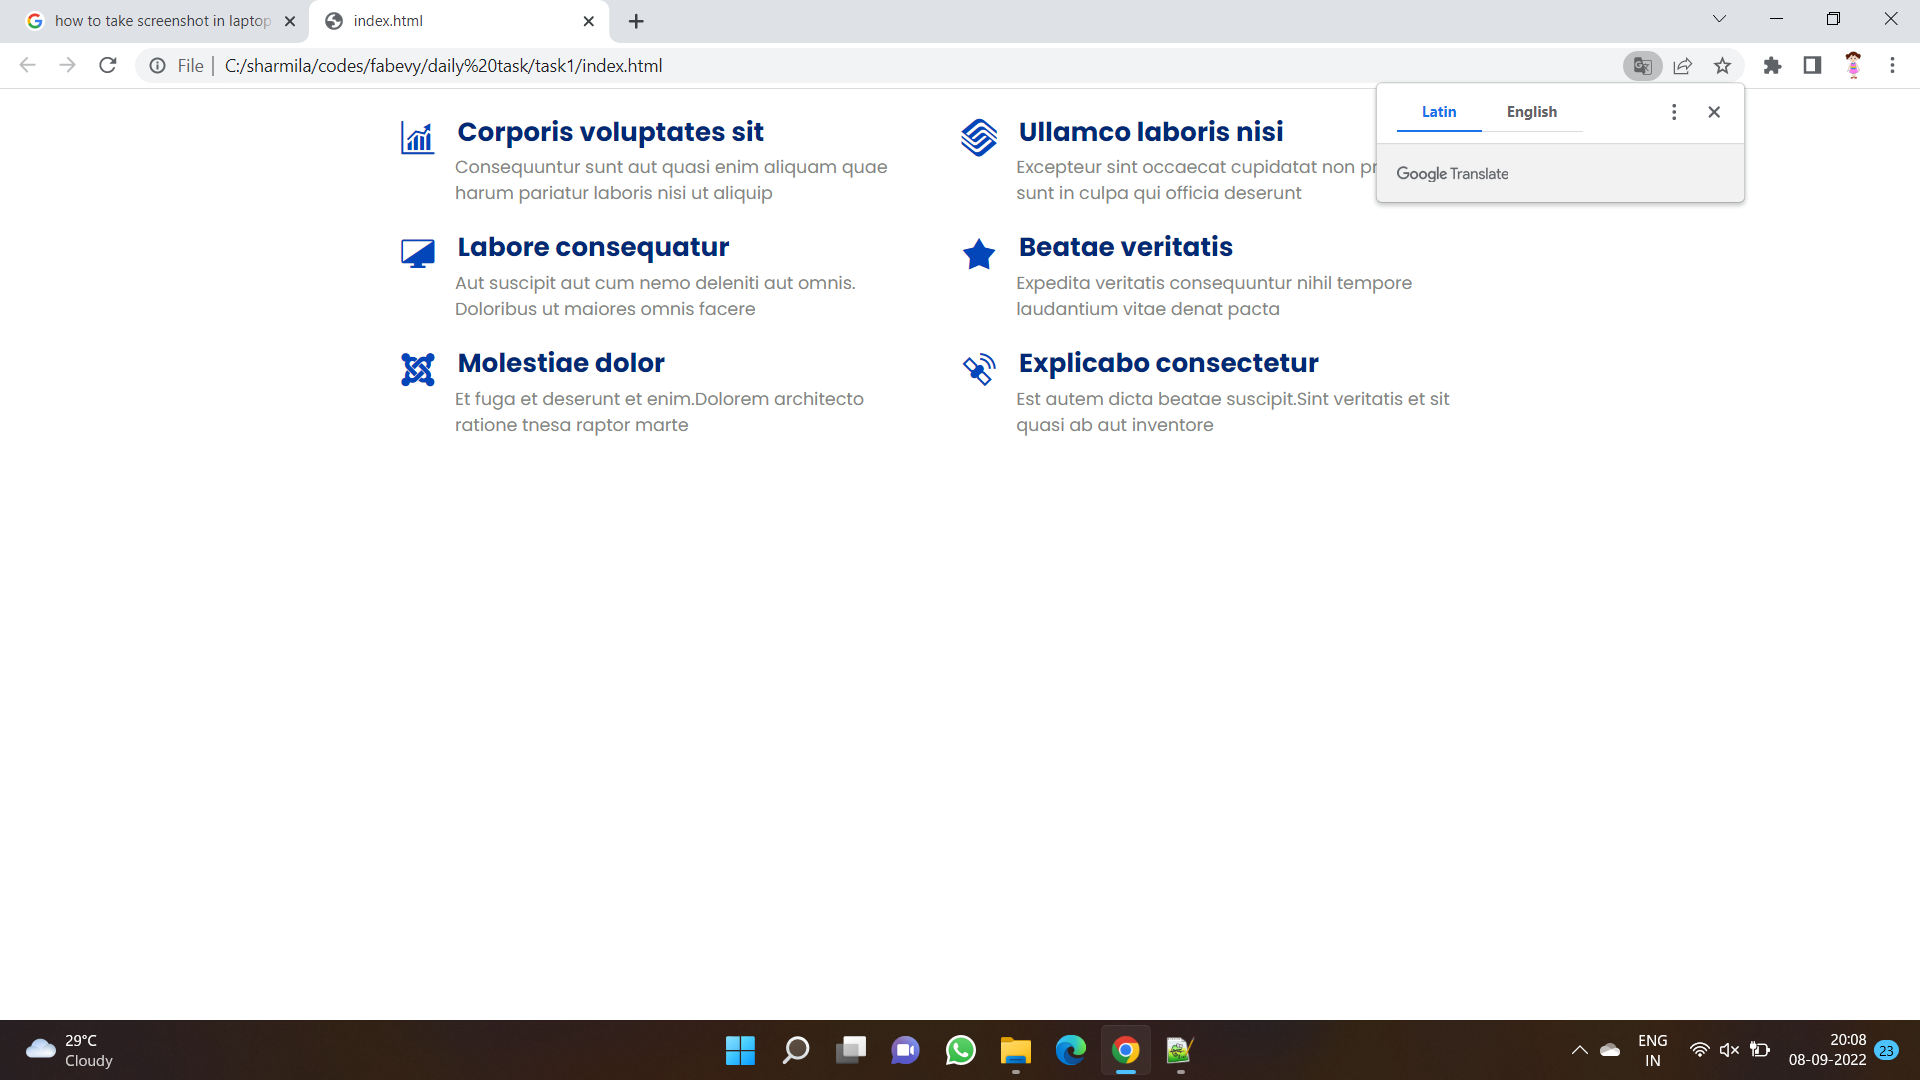 how to take screenshot in laptop
index.html
File
C:/sharmila/codes/fabevy/daily%20task/task1/index.html
Latin
English
Google Translate
Corporis voluptates sit
Consequuntur sunt aut quasi enim aliquam quae
harum pariatur laboris nisi ut aliquip
Ullamco laboris nisi
Excepteur sint occaecat cupidatat non
sunt in culpa qui officia deserunt
Labore consequatur
Aut suscipit aut cum nemo deleniti aut omnis.
Doloribus ut maiores omnis facere
Beatae veritatis
Expedita veritatis consequuntur nihil tempore
laudantium vitae denat pacta
Molestiae dolor
Et fuga et deserunt et enim.Dolorem architecto
ratione tnesa raptor marte
Explicabo consectetur
Est autem dicta beatae suscipit.Sint veritatis et sit
quasi ab aut inventore
29°C
Cloudy
ENG
IN
20:08
08-09-2022
23